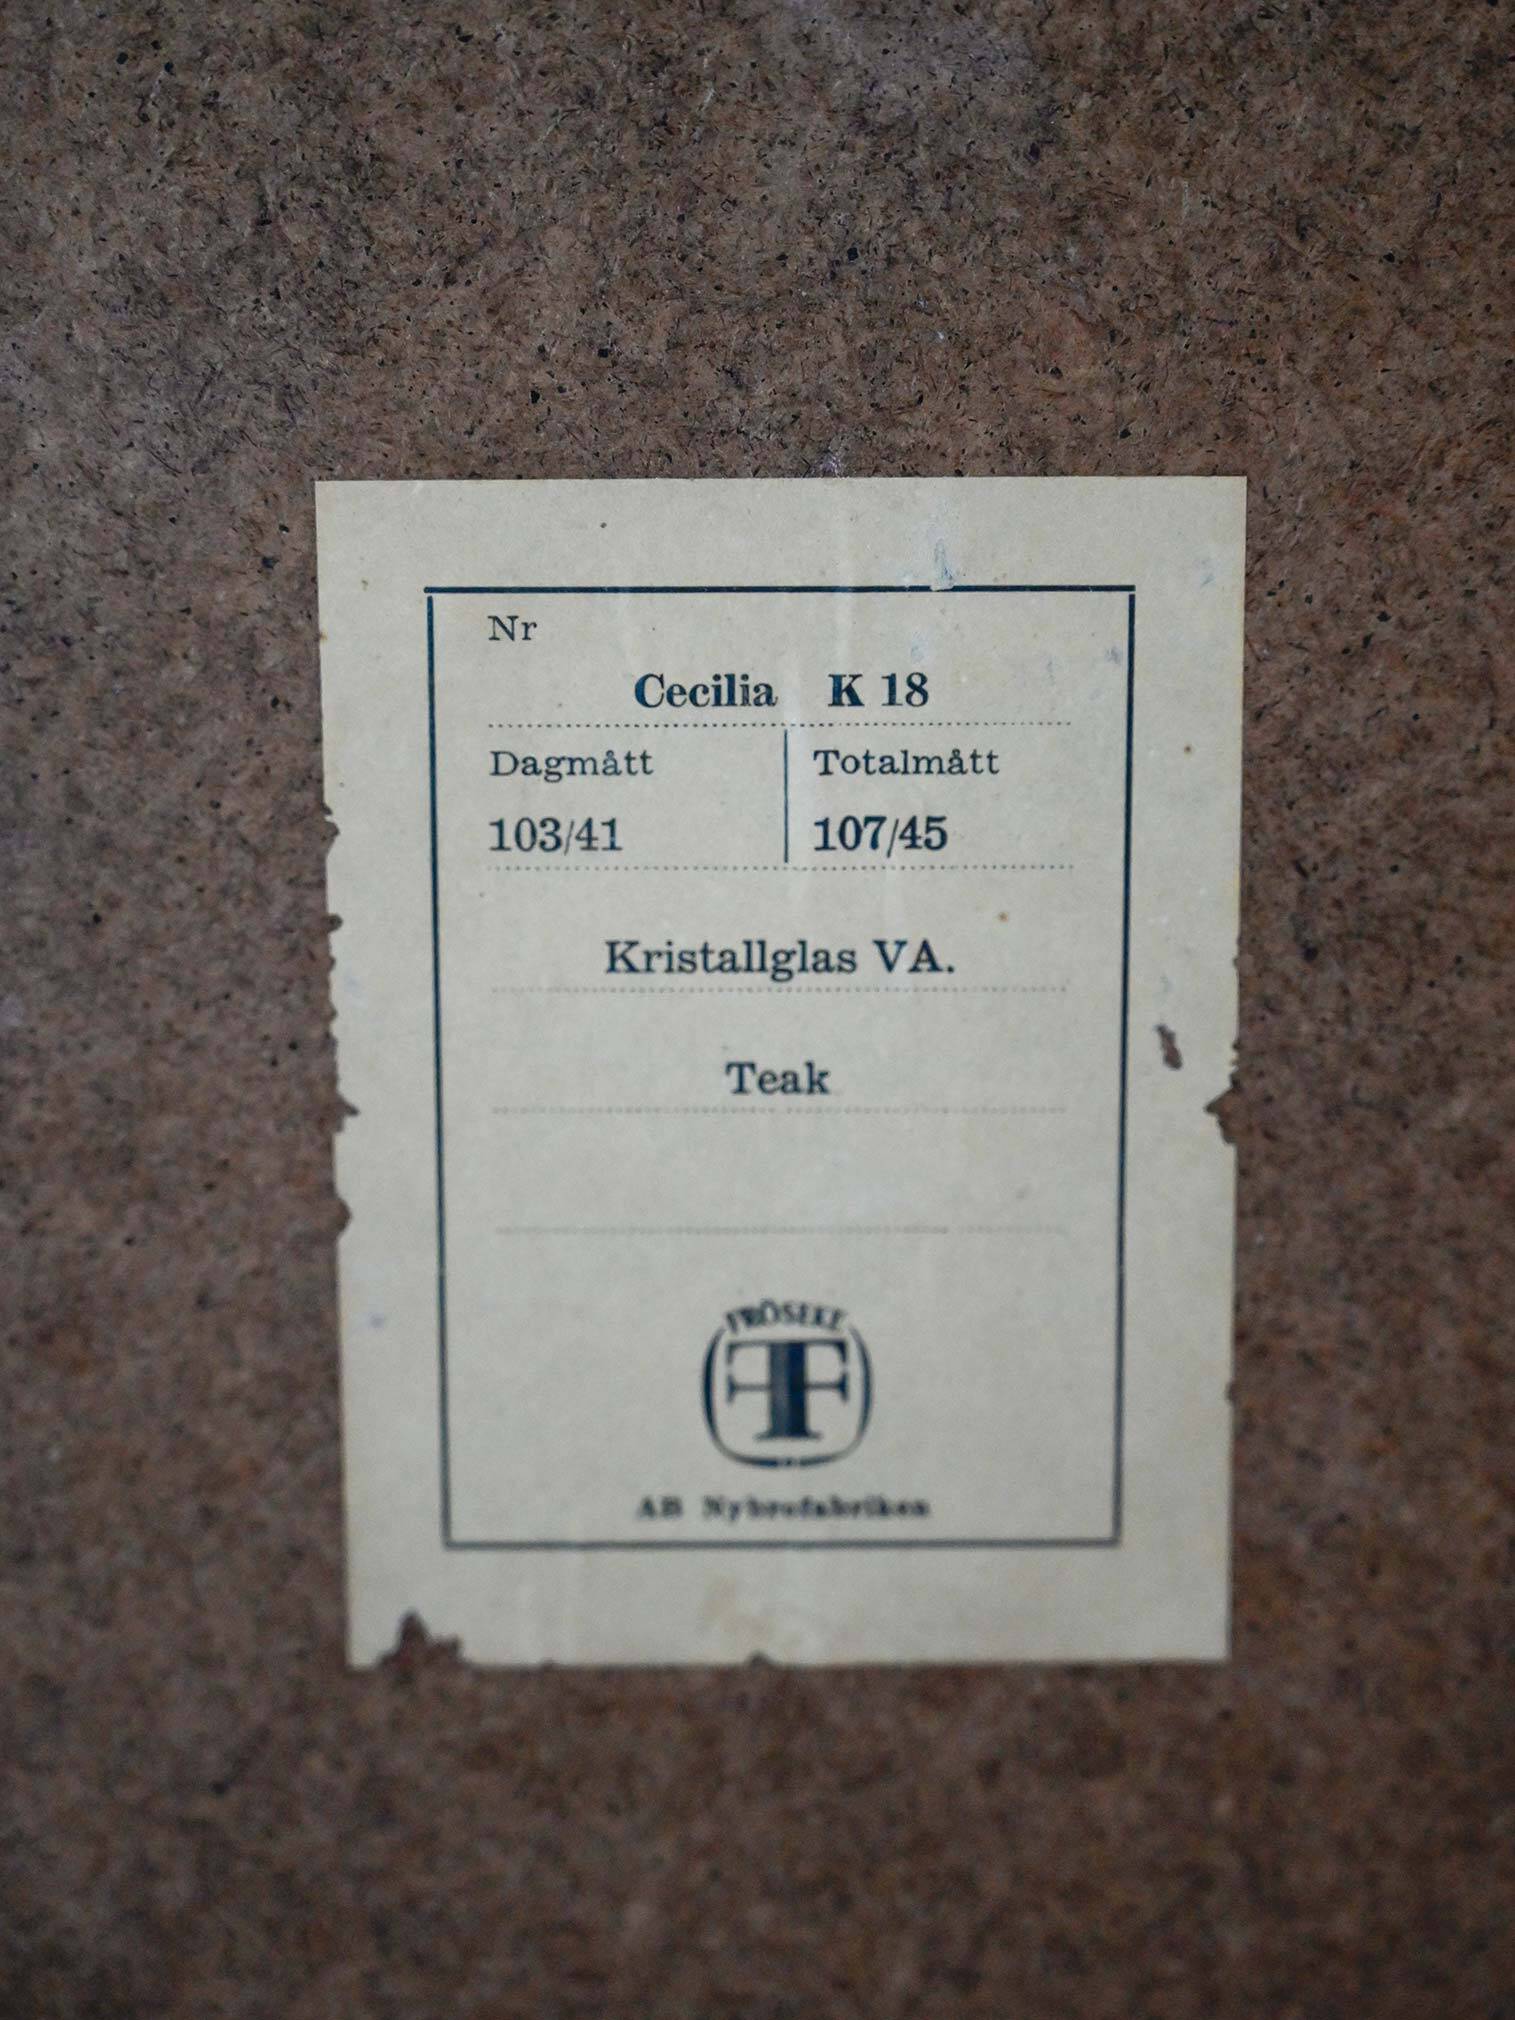 Nr
Cecilia K 18
Dagmått Totalmått
103/41 107/45
Kristallglas VA.
Teak
FRÖSEKE
F
AB Nybrofabriken